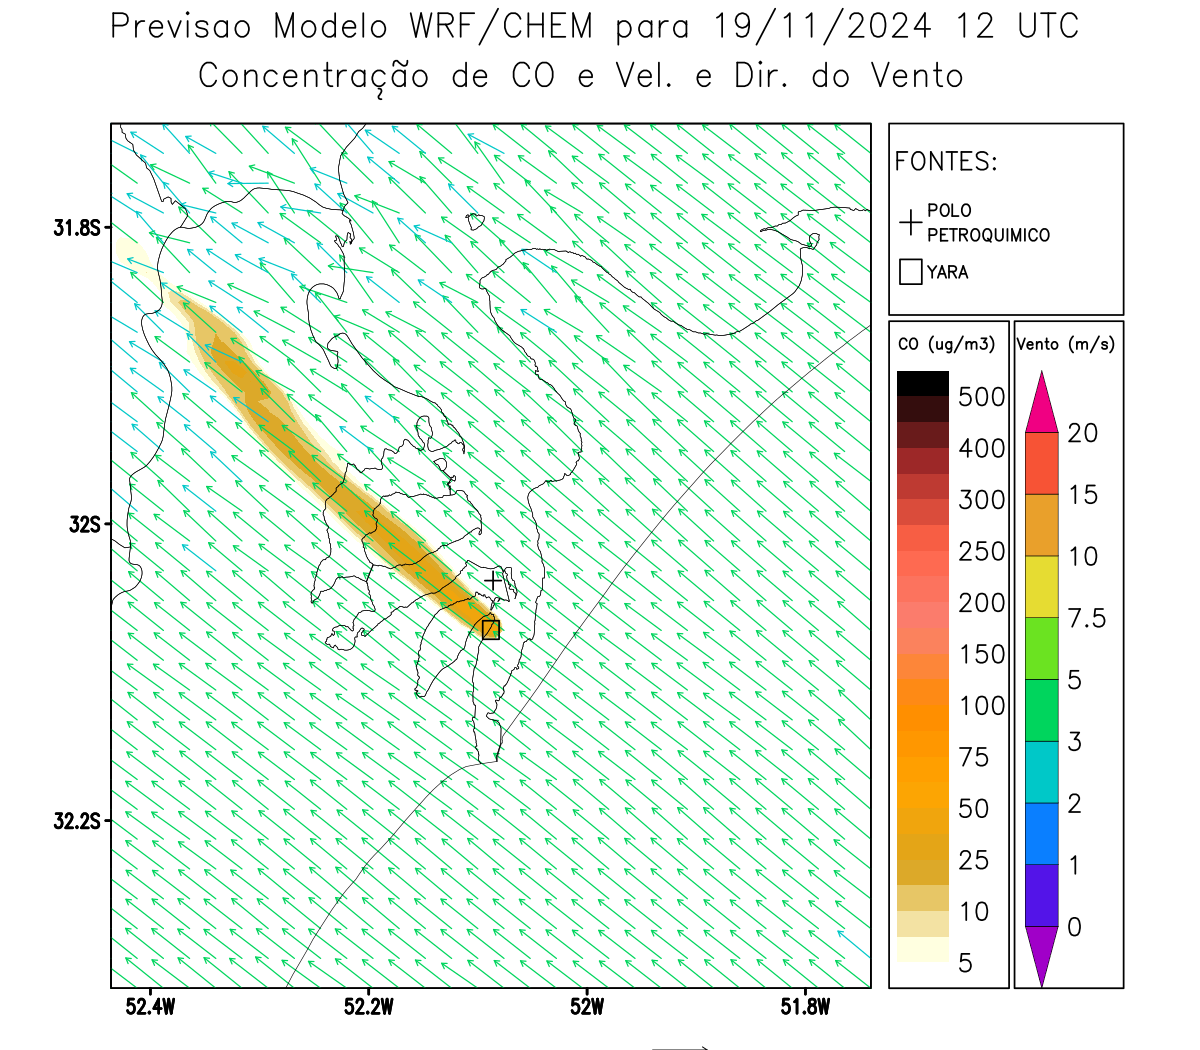 Previsao Modelo WRF/CHEM para 19/11/2024 12 UTC
Concentração de CO e Vel. e Dir. do Vento
FONTES:
POLO
PETROQUIMICO
YARA
CO (ug/m3)
500
400
300
250
200
150
100
75
50
25
10
5
Vento (m/s)
20
15
10
7.5
5
3
2
1
0
31.8S
32S
32.2S
52.4W
52.2W
52W
51.8W